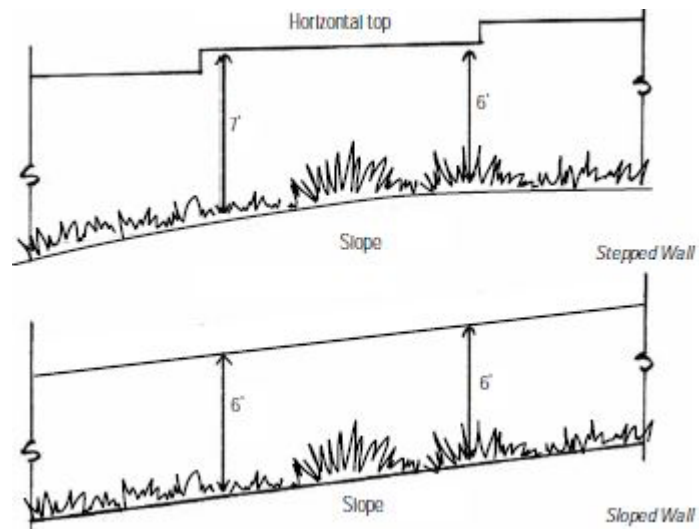 Horizontal top
7'
6'
Slope
Stepped Wall
6'
6'
Slope
Sloped Wall